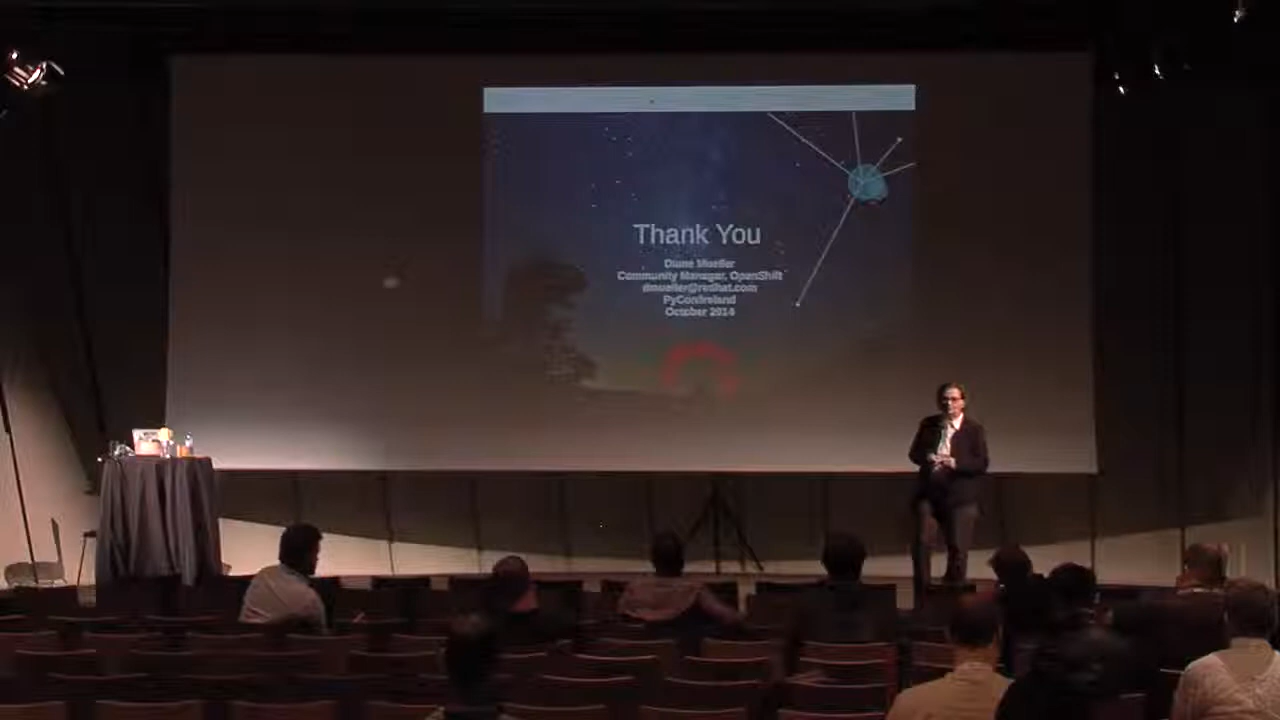 Thank You
Diane Mueller
Community Manager, OpenShift
dmueller@redhat.com
PyConIreland
October 2014